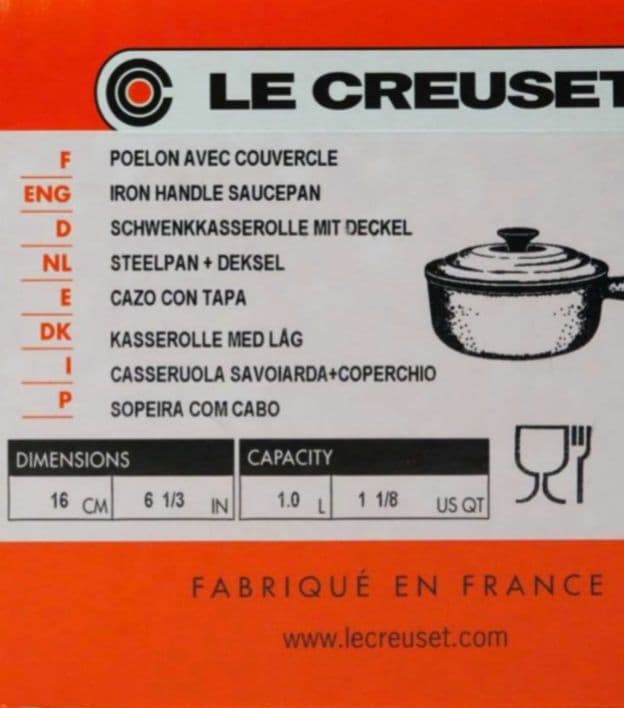 LE CREUSET
F POELON AVEC COUVERCLE
ENG IRON HANDLE SAUCEPAN
D SCHWENKKASSEROLLE MIT DECKEL
NL STEELPAN + DEKSEL
E CAZO CON TAPA
DK KASSEROLLE MED LÅG
I CASSERUOLA SAVOIARDA+COPERCHIO
P SOPEIRA COM CABO
DIMENSIONS CAPACITY
16 CM 6 1/3 IN 1.0 L 1 1/8 US QT
FABRIQUÉ EN FRANCE
www.lecreuset.com